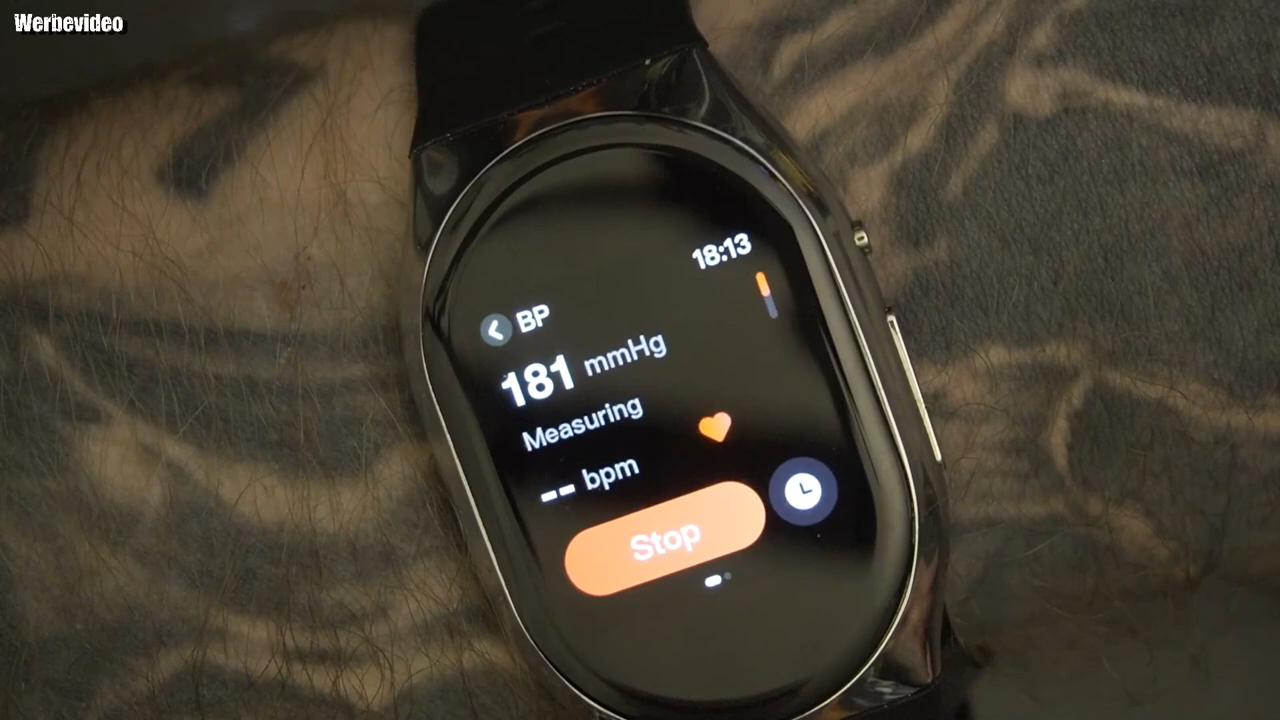 Werbevideo
18:13
BP
181 mmHg
Measuring
-- bpm
Stop